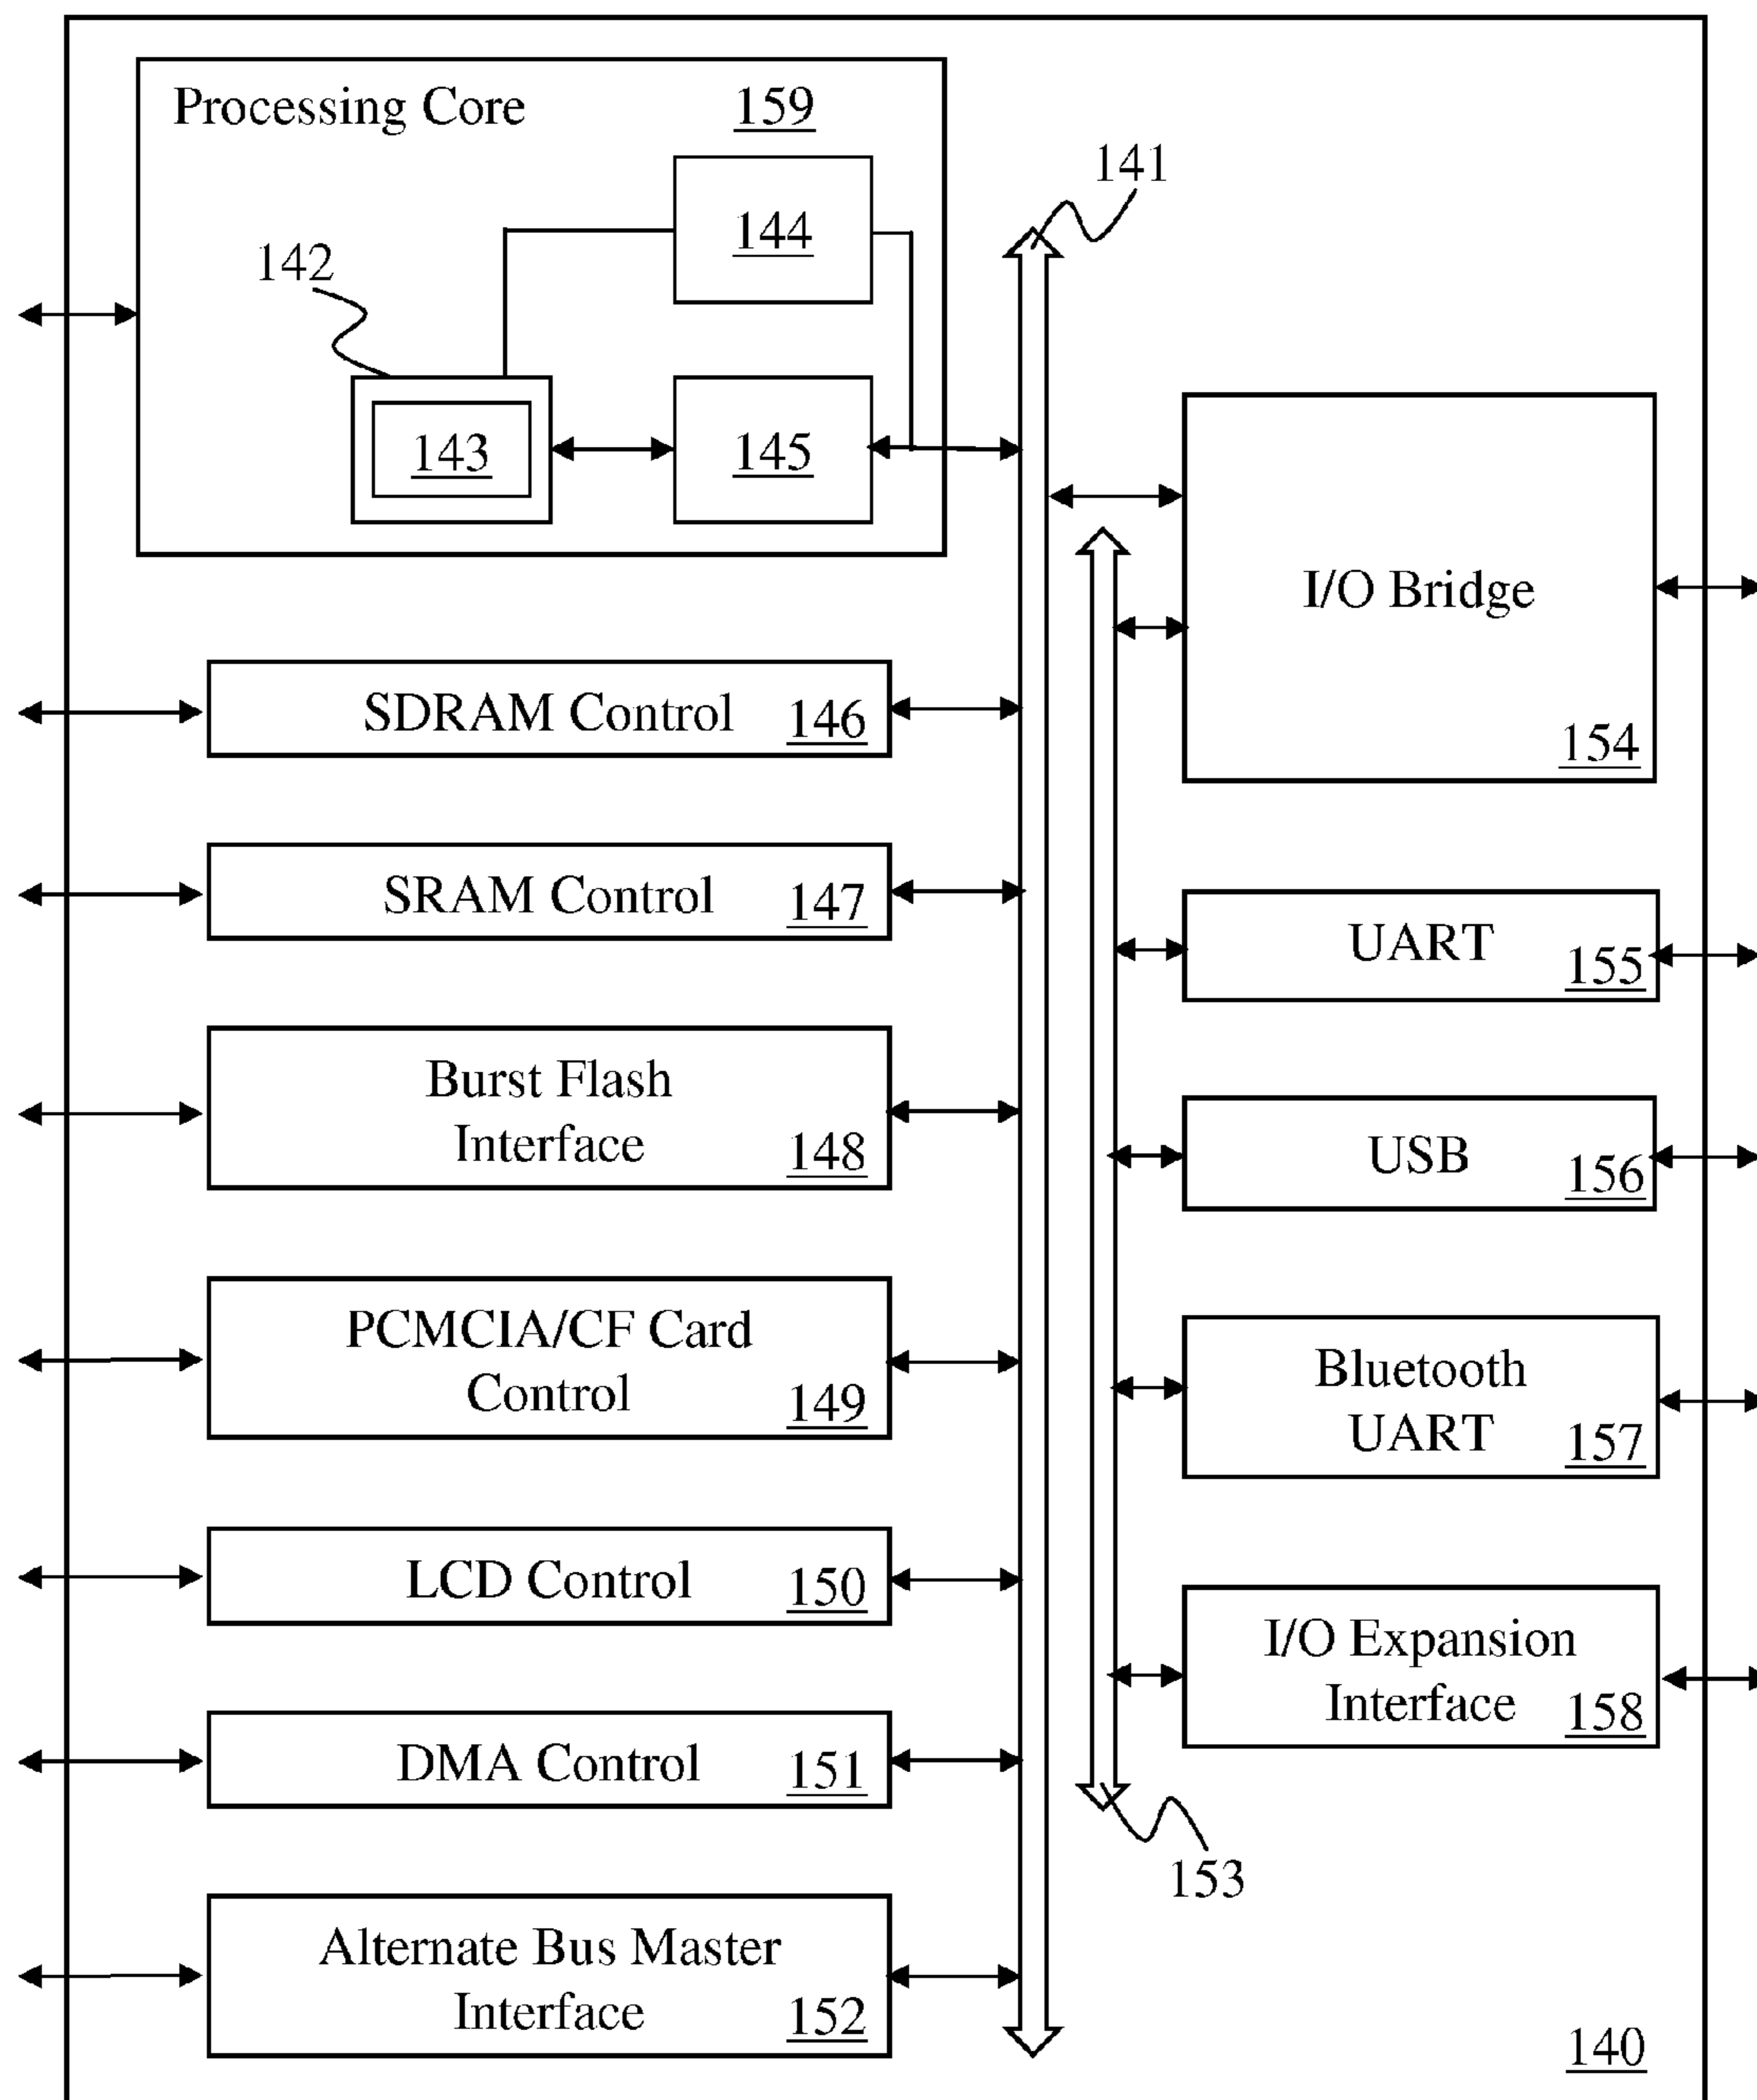 Processing Core 159
141
144
142
143
145
I/O Bridge
154
SDRAM Control 146
SRAM Control 147
UART 155
Burst Flash
Interface 148
USB 156
PCMCIA/CF Card
Control 149
Bluetooth
UART 157
LCD Control 150
I/O Expansion
Interface 158
DMA Control 151
153
Alternate Bus Master
Interface 152
140